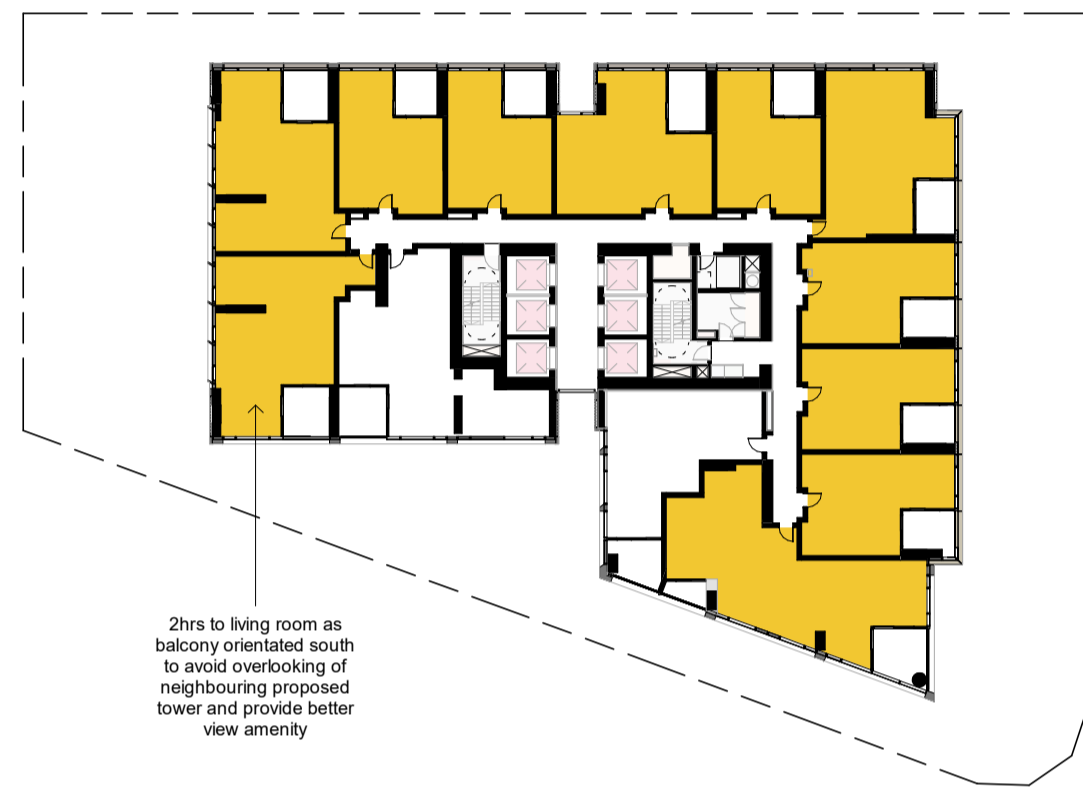 2hrs to living room as
balcony orientated south
to avoid overlooking of
neighbouring proposed
tower and provide better
view amenity